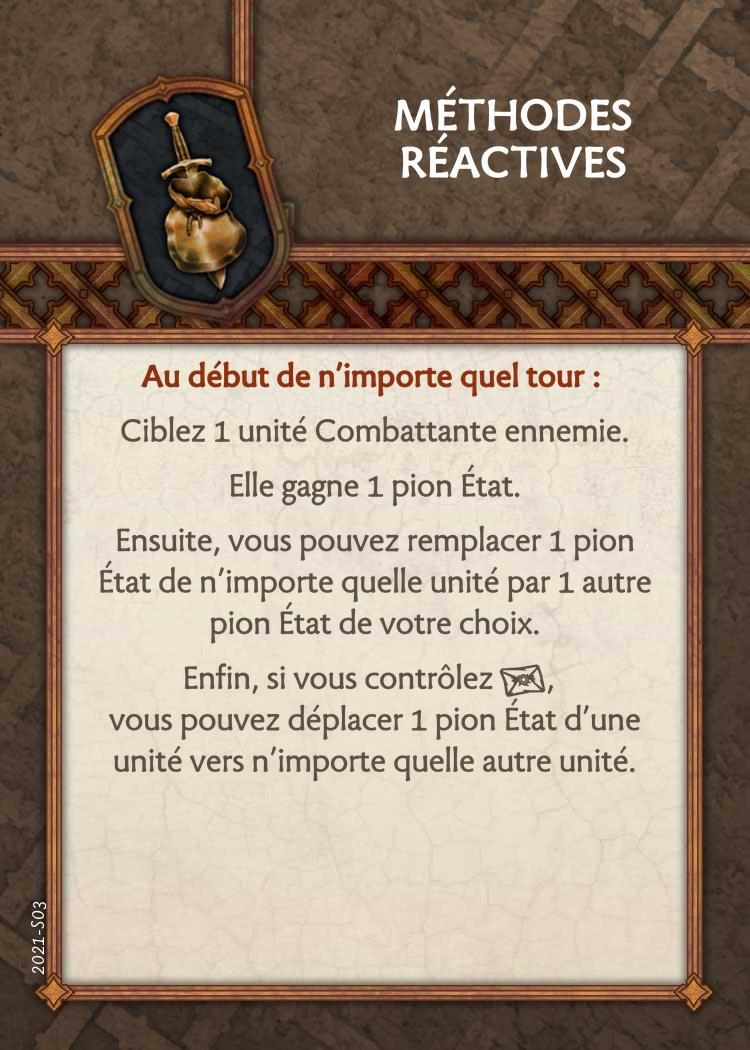 MÉTHODES
RÉACTIVES
Au début de n'importe quel tour :
Ciblez 1 unité Combattante ennemie.
Elle gagne 1 pion État.
Ensuite, vous pouvez remplacer 1 pion
État de n'importe quelle unité par 1 autre
pion État de votre choix.
Enfin, si vous contrôlez ,
vous pouvez déplacer 1 pion État d'une
unité vers n'importe quelle autre unité.
2021-S03